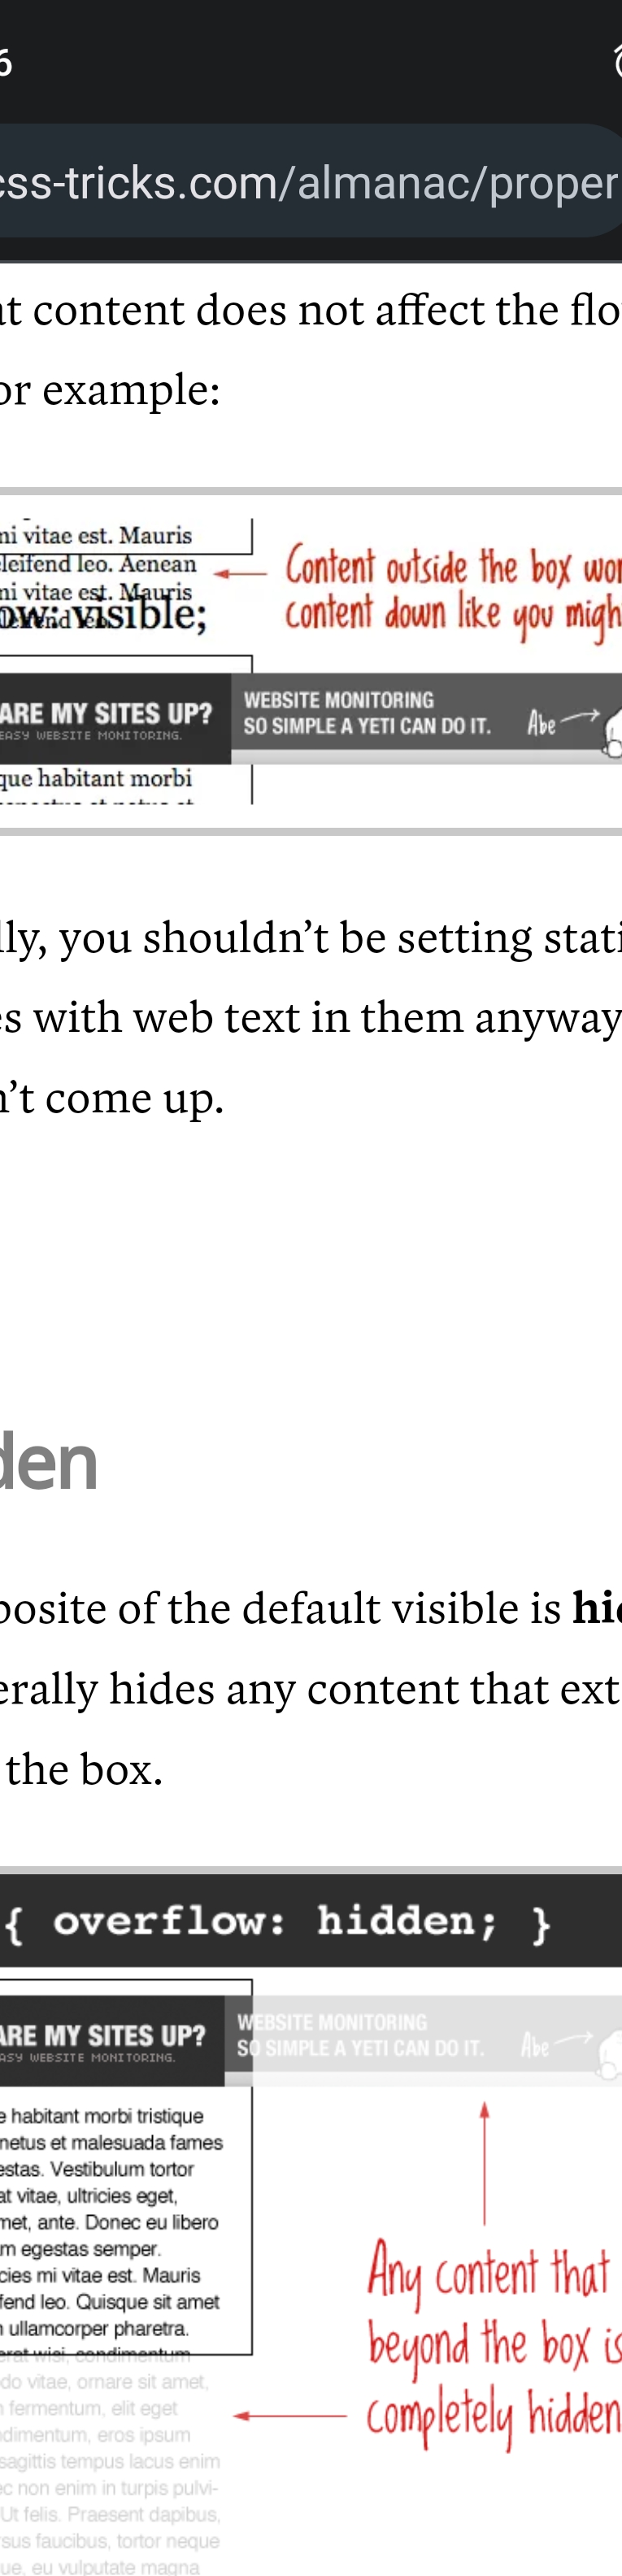 6
css-tricks.com/almanac/proper
at content does not affect the flo
or example:
mi vitae est. Mauris
eleifend leo. Aenean
mi vitae est. Mauris
ow: visible;
Content outside the box wo
content down like you migh
ARE MY SITES UP?
EASY WEBSITE MONITORING.
WEBSITE MONITORING
SO SIMPLE A YETI CAN DO IT.
Abe
que habitant morbi
lly, you shouldn't be setting stati
es with web text in them anyway
n't come up.
den
posite of the default visible is hi
erally hides any content that ext
the box.
{ overflow: hidden; }
ARE MY SITES UP?
EASY WEBSITE MONITORING.
WEBSITE MONITORING
SO SIMPLE A YETI CAN DO IT.
Abe
e habitant morbi tristique
netus et malesuada fames
estas. Vestibulum tortor
at vitae, ultricies eget,
met, ante. Donec eu libero
m egestas semper.
cies mi vitae est. Mauris
fend leo. Quisque sit amet
ullamcorper pharetra.
erat wisi, condimentum
do vitae, ornare sit amet,
fermentum, elit eget
dimentum, eros ipsum
sagittis tempus lacus enim
ec non enim in turpis pulvi-
Ut felis. Praesent dapibus,
sus faucibus, tortor neque
ue, eu vulputate magna
Any content that
beyond the box is
completely hidden